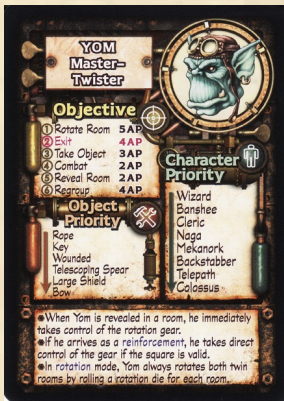 YOM
Master-
Twister
Objective
1 Rotate Room 5AP
2 Exit 4AP
3 Take Object 3AP
4 Combat 2AP
5 Reveal Room 2AP
6 Regroup 4AP
Object
Priority
Rope
Key
Wounded
Telescoping Spear
Large Shield
Bow
Character
Priority
Wizard
Banshee
Cleric
Naga
Mekanork
Backstabber
Telepath
Colossus
*When Yom is revealed in a room, he immediately
takes control of the rotation gear.
*If he arrives as a reinforcement, he takes direct
control of the gear if the square is valid.
*In rotation mode, Yom always rotates both twin
rooms by rolling a rotation die for each room.